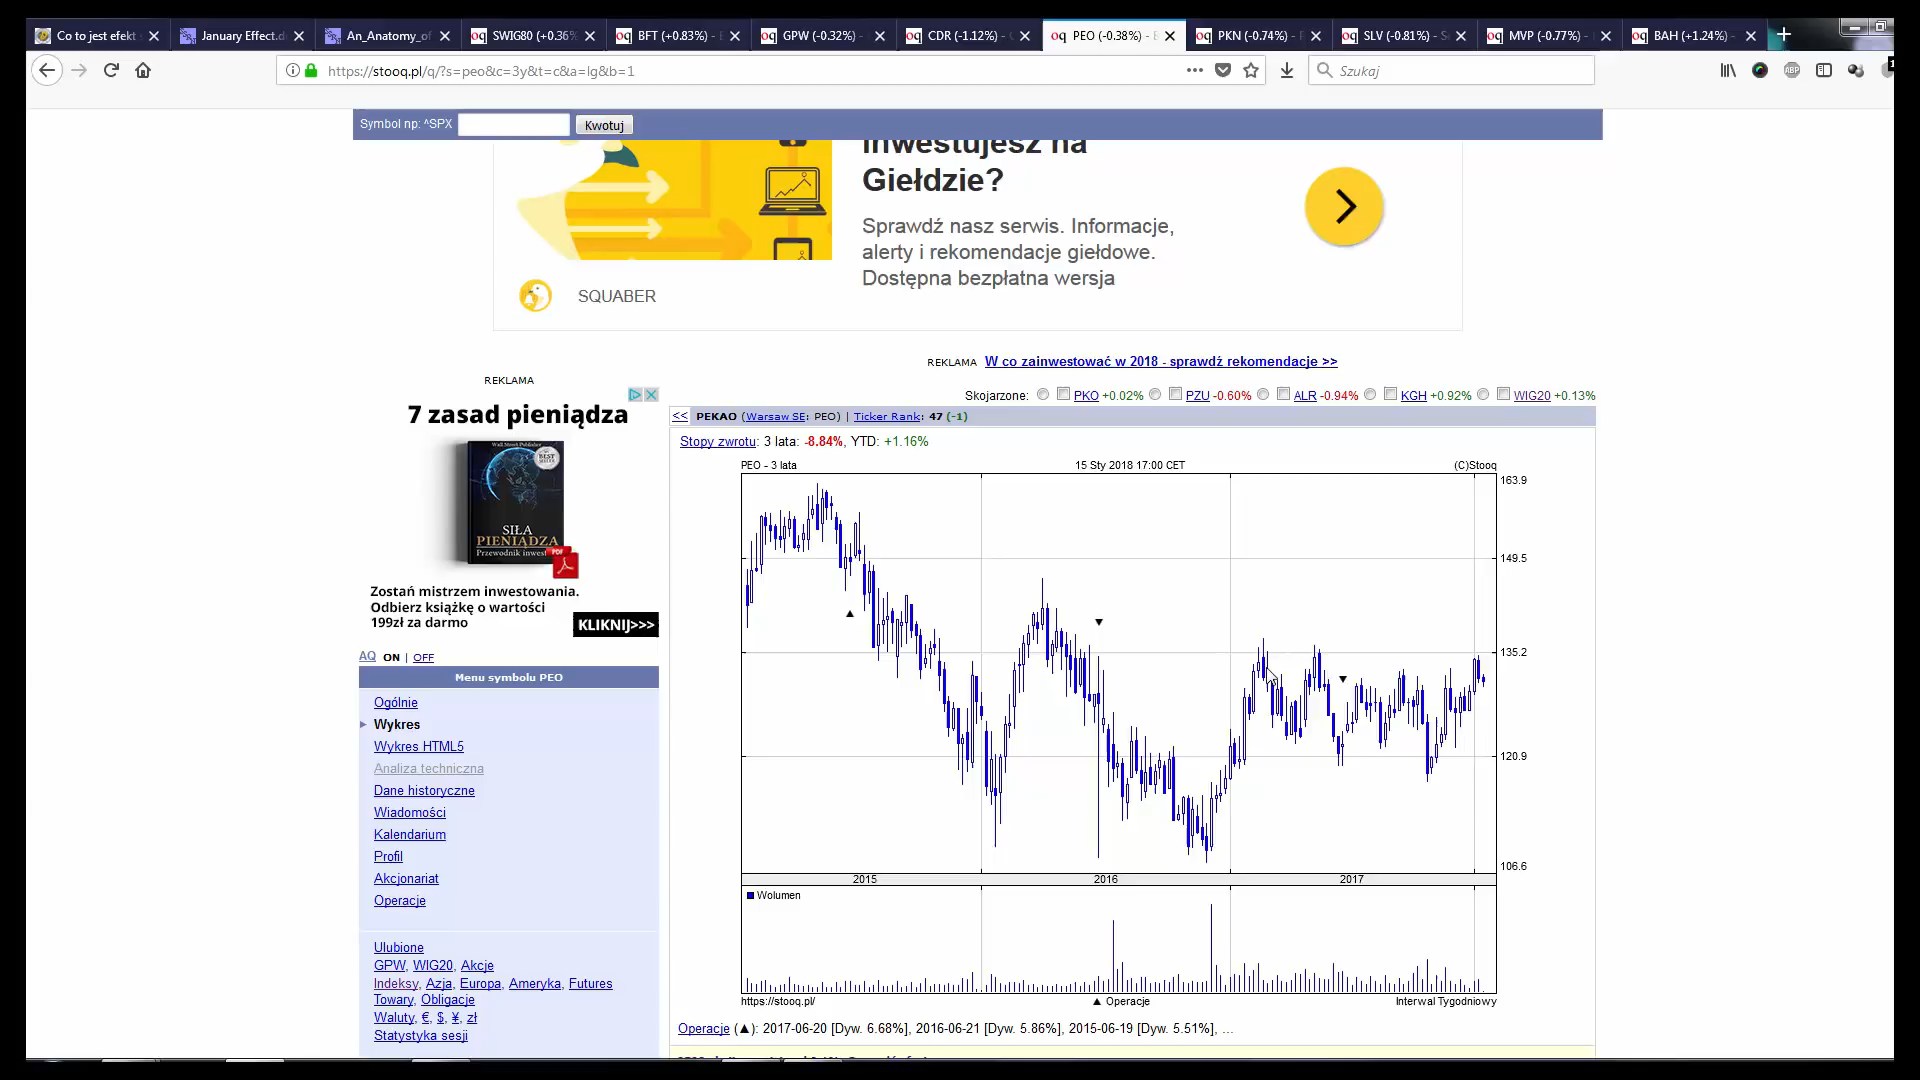 Co to jest efekt
January Effect.d
An_Anatomy_of
SWIG80 (+0.36%
BFT (+0.83%) -
GPW (-0.32%) -
CDR (-1.12%) -
PEO (-0.38%) -
PKN (-0.74%) -
SLV (-0.81%) -
MVP (-0.77%) -
BAH (+1.24%) -
https://stooq.pl/q/?s=peo&c=3y&t=c&a=lg&b=1
Szukaj
ABP
Symbol np: ^SPX
Kwotuj
Inwestujesz na
Giełdzie?
Sprawdź nasz serwis. Informacje,
alerty i rekomendacje giełdowe.
Dostępna bezpłatna wersja
SQUABER
REKLAMA W co zainwestować w 2018 - sprawdź rekomendacje >>
REKLAMA
7 zasad pieniądza
SIŁA
PIENIĄDZA
Zostań mistrzem inwestowania.
Odbierz książkę o wartości
199zł za darmo
KLIKNIJ>>>
AQ ON | OFF
Menu symbolu PEO
Ogólnie
Wykres
Wykres HTML5
Analiza techniczna
Dane historyczne
Wiadomości
Kalendarium
Profil
Akcjonariat
Operacje
Ulubione
GPW, WIG20, Akcje
Indeksy, Azja, Europa, Ameryka, Futures
Towary, Obligacje
Waluty, €, $, ¥, zł
Statystyka sesji
Skojarzone: PKO +0.02% PZU -0.60% ALR -0.94% KGH +0.92% WIG20 +0.13%
<< PEKAO (Warsaw SE: PEO) | Ticker Rank: 47 (-1)
Stopy zwrotu: 3 lata: -8.84%, YTD: +1.16%
PEO - 3 lata 15 Sty 2018 17:00 CET (C)Stooq
163.9
149.5
135.2
120.9
106.6
2015 2016 2017
Wolumen
https://stooq.pl/ ▲ Operacje Interwal Tygodniowy
Operacje (▲): 2017-06-20 [Dyw. 6.68%], 2016-06-21 [Dyw. 5.86%], 2015-06-19 [Dyw. 5.51%], ...